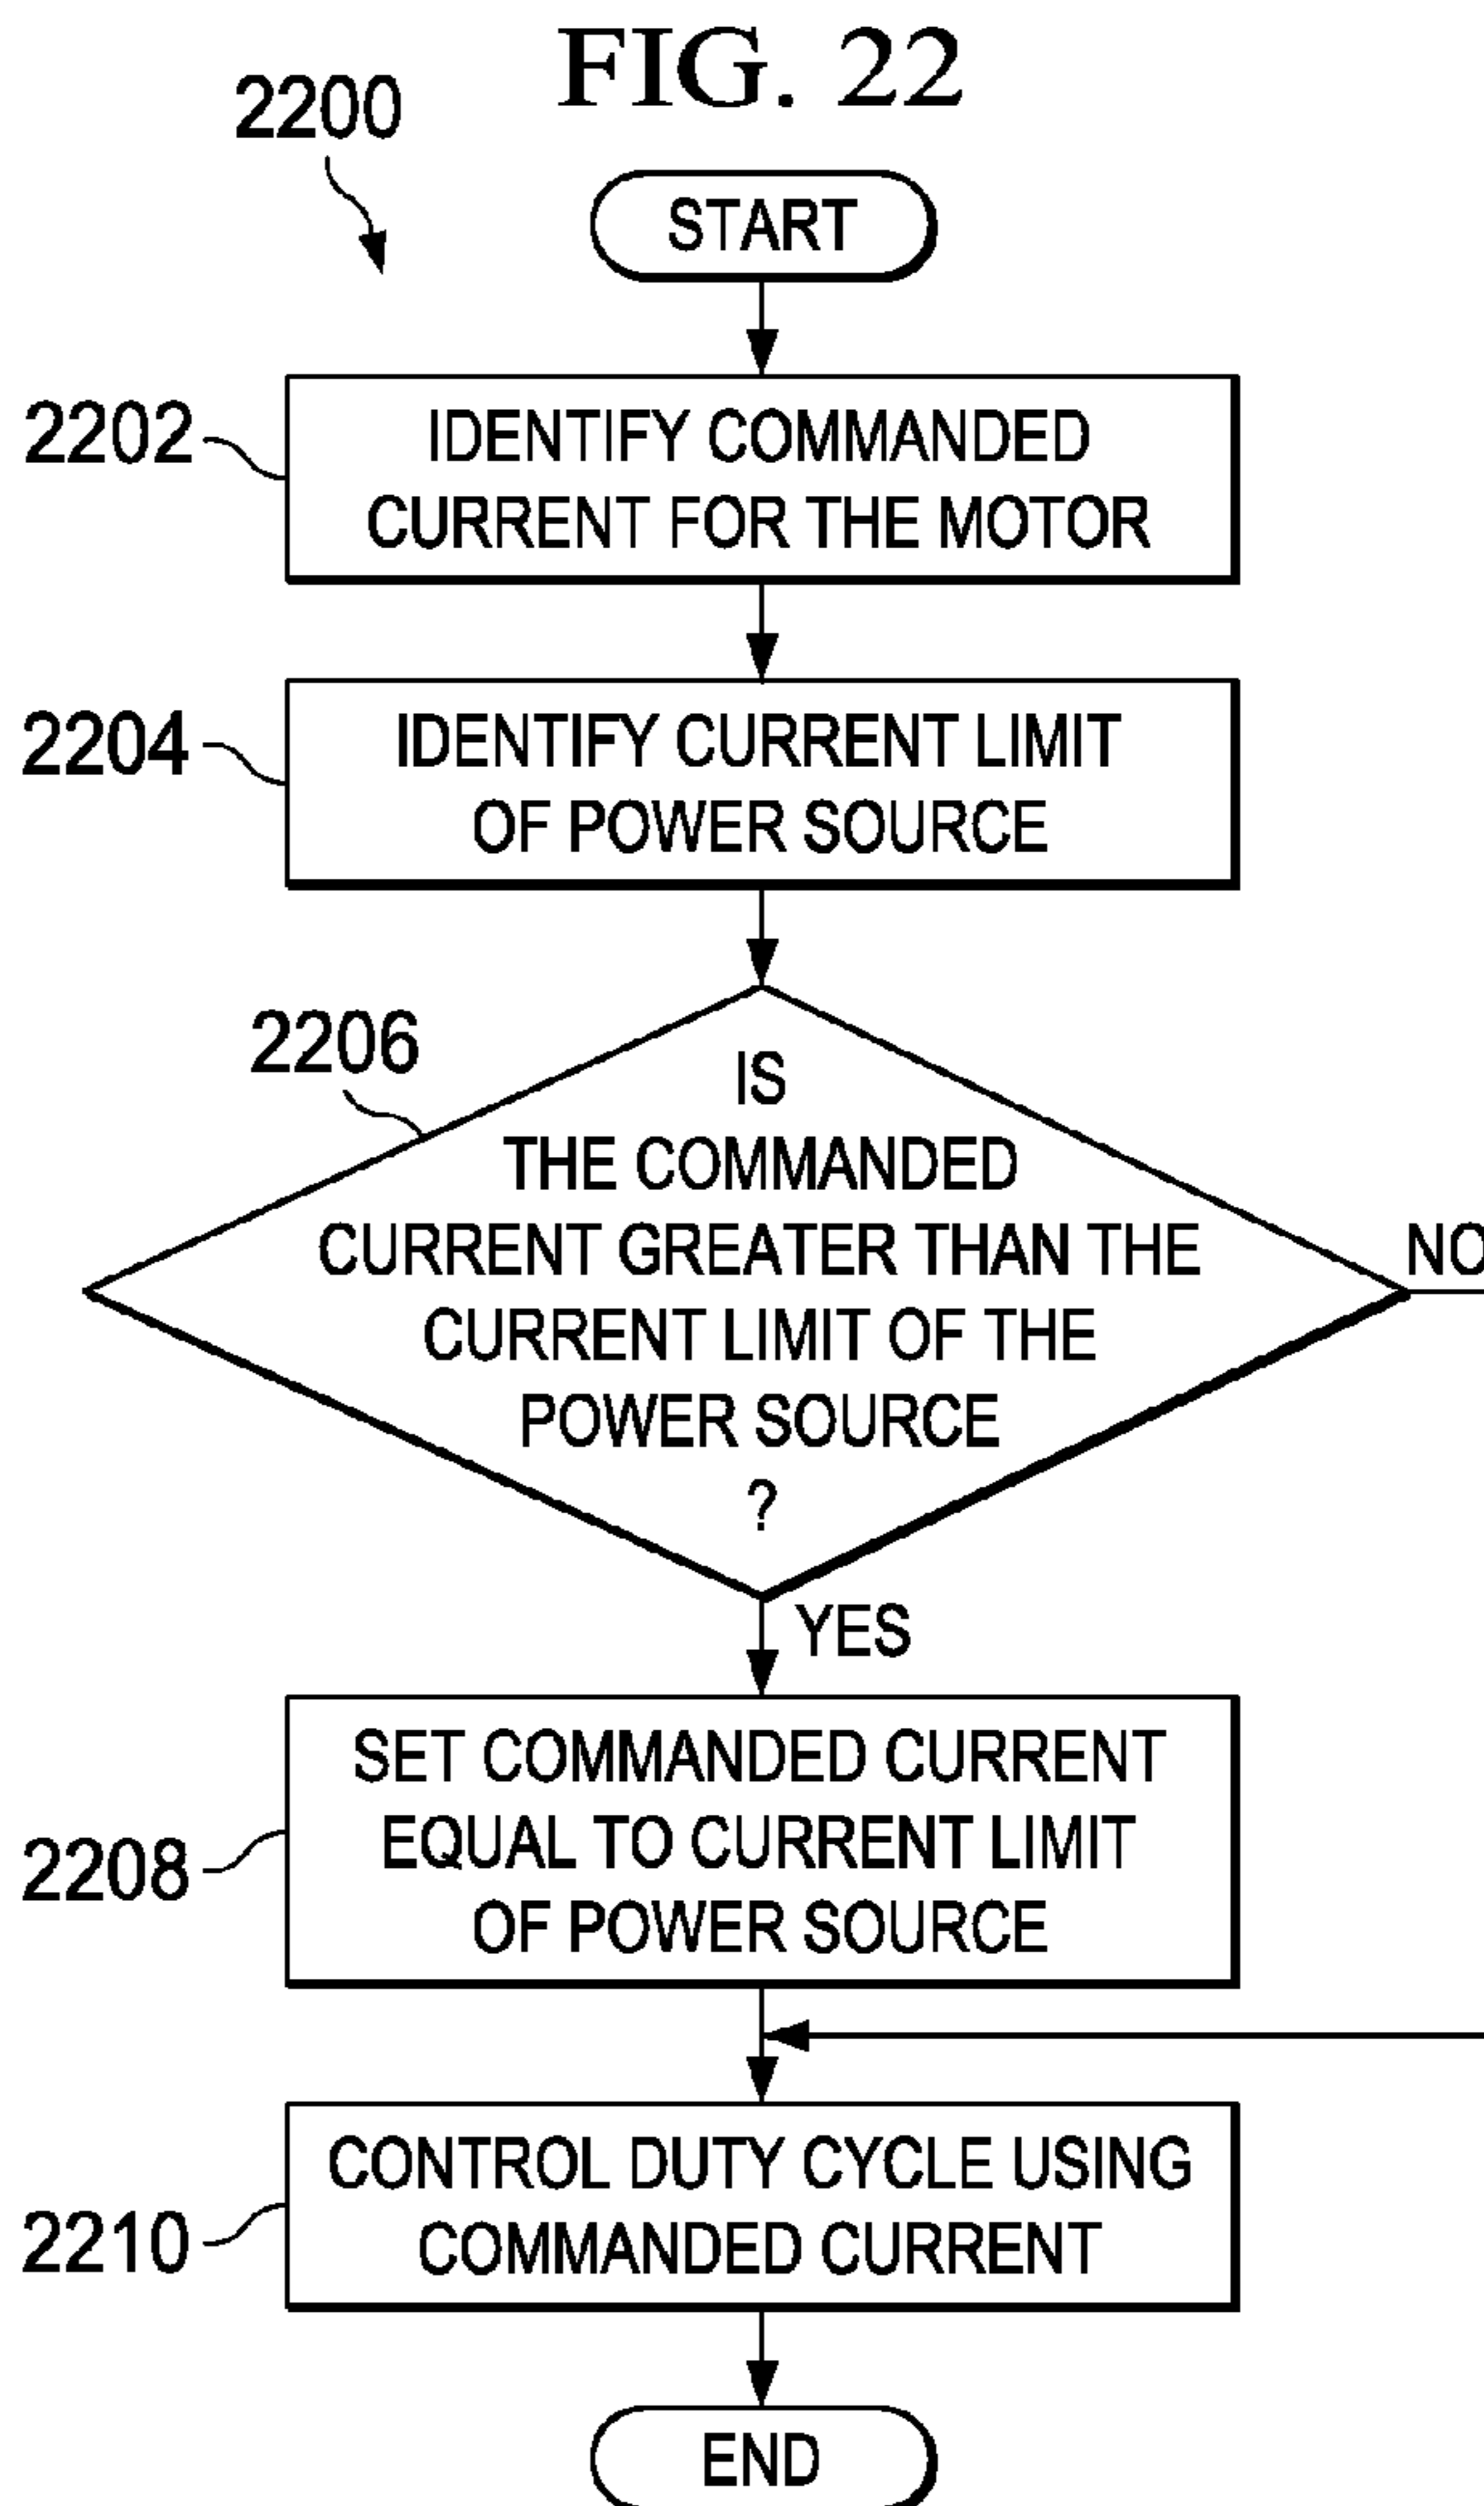 FIG. 22
2200
START
2202
IDENTIFY COMMANDED
CURRENT FOR THE MOTOR
2204
IDENTIFY CURRENT LIMIT
OF POWER SOURCE
2206
IS
THE COMMANDED
CURRENT GREATER THAN THE
CURRENT LIMIT OF THE
POWER SOURCE
?
NO
YES
2208
SET COMMANDED CURRENT
EQUAL TO CURRENT LIMIT
OF POWER SOURCE
2210
CONTROL DUTY CYCLE USING
COMMANDED CURRENT
END